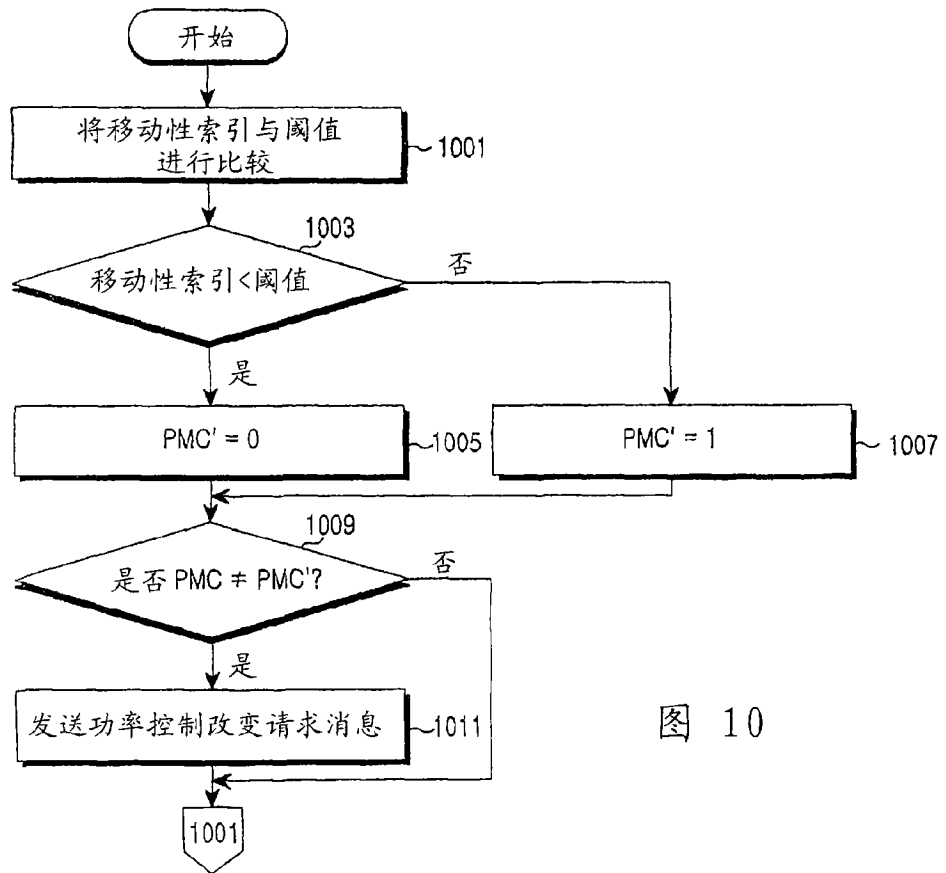 开始
将移动性索引与阈值
进行比较
1001
1003
移动性索引<阈值
否
是
PMC' = 0
1005
PMC' = 1
1007
1009
是否 PMC ≠ PMC'?
否
是
发送功率控制改变请求消息
1011
图 10
1001